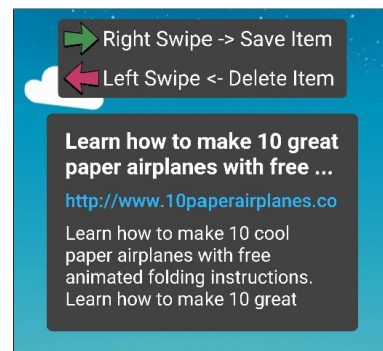 Right Swipe -> Save Item
Left Swipe <- Delete Item
Learn how to make 10 great
paper airplanes with free ...
http://www.10paperairplanes.co
Learn how to make 10 cool
paper airplanes with free
animated folding instructions.
Learn how to make 10 great